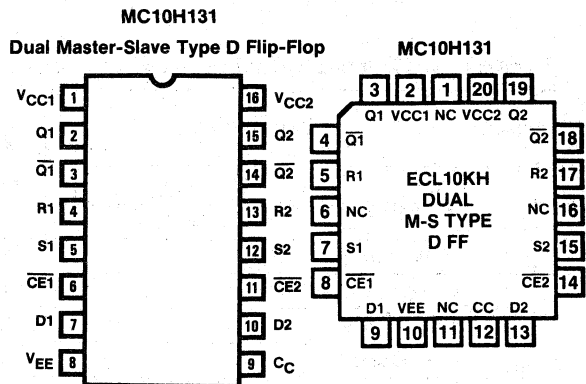 MC10H131
Dual Master-Slave Type D Flip-Flop
VCC1 1 16 VCC2
Q1 2 15 Q2
Q̅1̅ 3 14 Q̅2̅
R1 4 13 R2
S1 5 12 S2
C̅E̅1̅ 6 11 C̅E̅2̅
D1 7 10 D2
VEE 8 9 CC
MC10H131
3 2 1 20 19
Q1 VCC1 NC VCC2 Q2
4 Q̅1̅ Q̅2̅ 18
5 R1 R2 17
6 NC NC 16
7 S1 S2 15
8 C̅E̅1̅ C̅E̅2̅ 14
ECL10KH
DUAL
M-S TYPE
D FF
D1 VEE NC CC D2
9 10 11 12 13